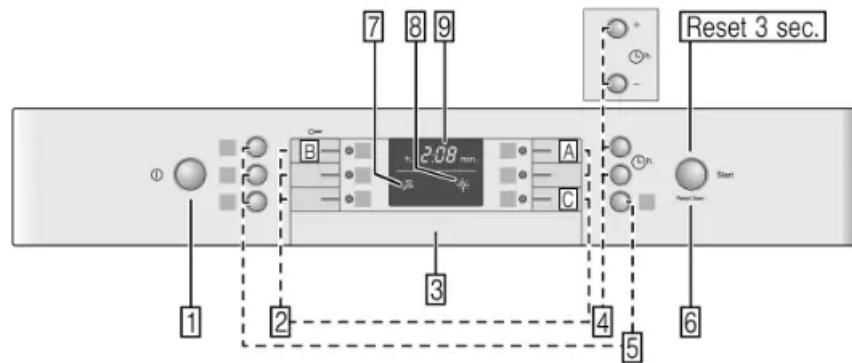 7 8 9
+
h.
−
Reset 3 sec.
B h. 2:08 min. A
h.
Start
C
Reset 3sec.
3
1 2 4 5 6